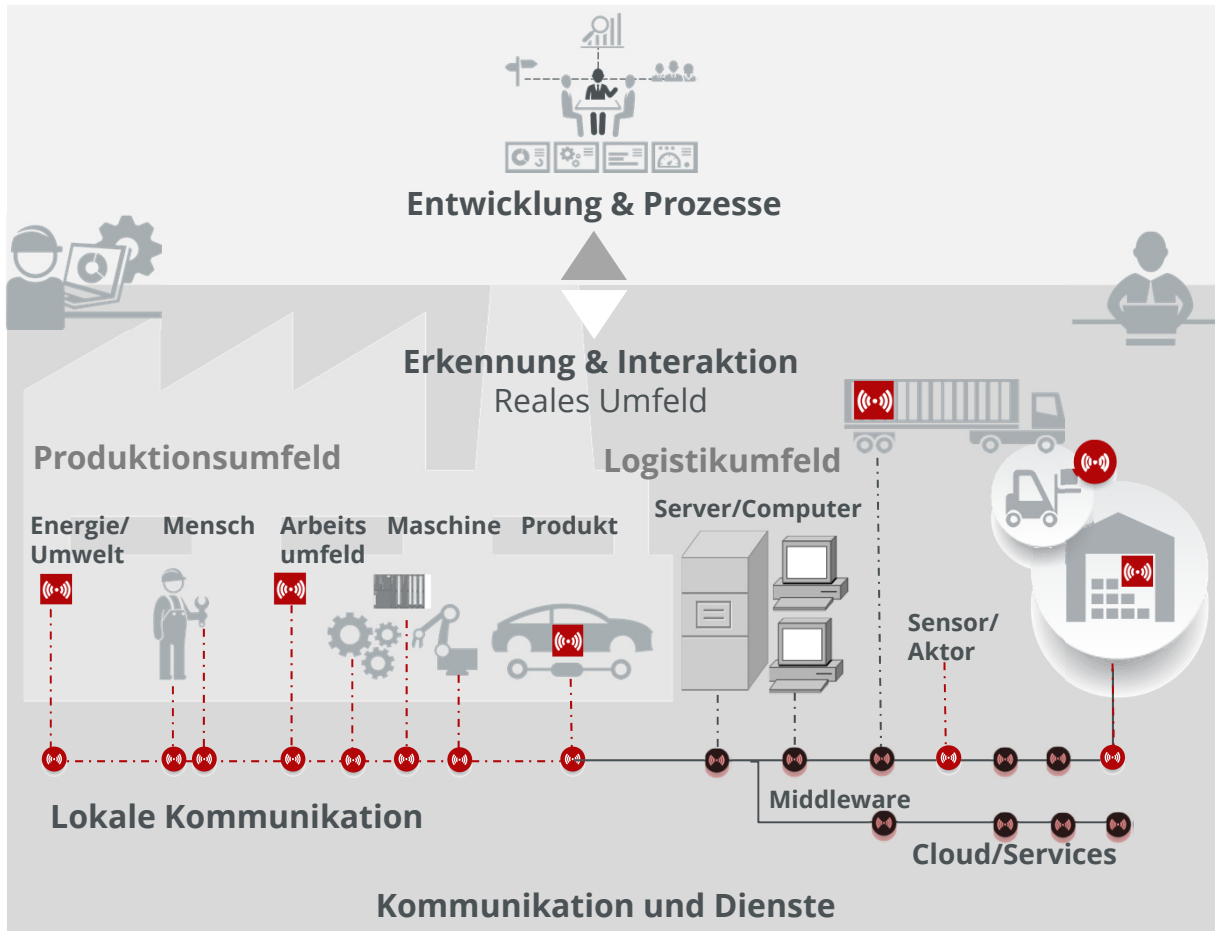 Entwicklung & Prozesse
Erkennung & Interaktion
Reales Umfeld
Produktionsumfeld
Logistikumfeld
Energie/
Umwelt
Mensch
Arbeits
umfeld
Maschine
Produkt
Server/Computer
Sensor/
Aktor
Lokale Kommunikation
Middleware
Cloud/Services
Kommunikation und Dienste